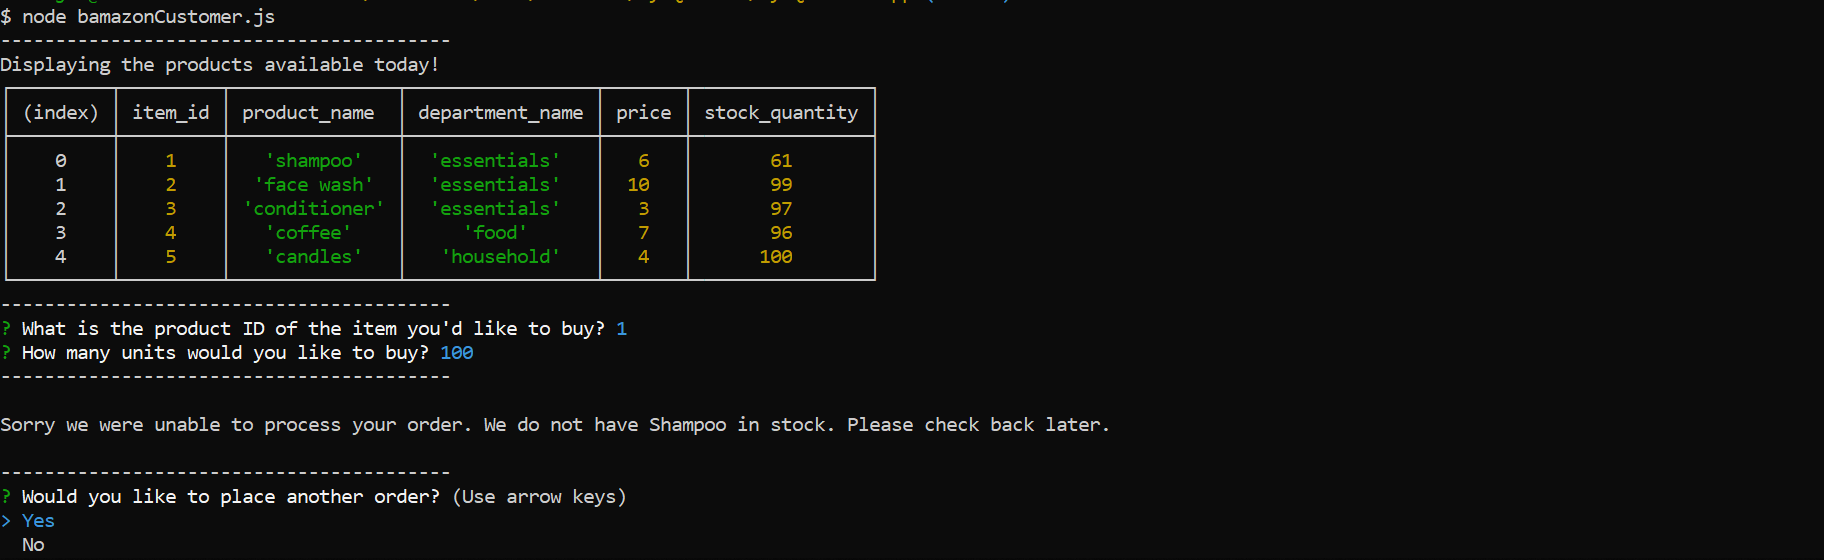 $ node bamazonCustomer.js
-----------------------------------------
Displaying the products available today!
(index) item_id product_name department_name price stock_quantity
0 1 'shampoo' 'essentials' 6 61
1 2 'face wash' 'essentials' 10 99
2 3 'conditioner' 'essentials' 3 97
3 4 'coffee' 'food' 7 96
4 5 'candles' 'household' 4 100
-----------------------------------------
? What is the product ID of the item you'd like to buy? 1
? How many units would you like to buy? 100
-----------------------------------------
Sorry we were unable to process your order. We do not have Shampoo in stock. Please check back later.
-----------------------------------------
? Would you like to place another order? (Use arrow keys)
> Yes
No